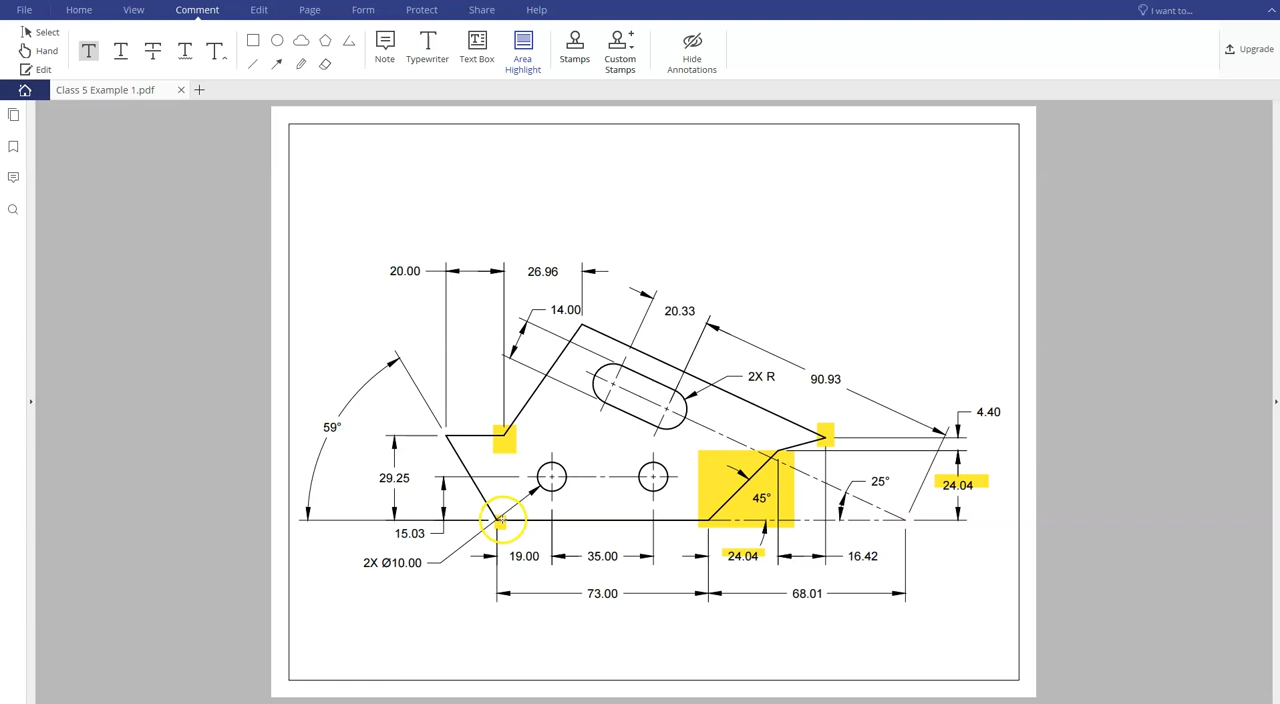 File Home View Comment Edit Page Form Protect Share Help I want to...
Select
Hand
Edit
Note Typewriter Text Box Area Highlight Stamps Custom Stamps Hide Annotations
Upgrade
Class 5 Example 1.pdf
20.00 26.96
14.00 20.33
2X R 90.93
4.40
59°
29.25 45° 25° 24.04
15.03
2X Ø10.00 19.00 35.00 24.04 16.42
73.00 68.01